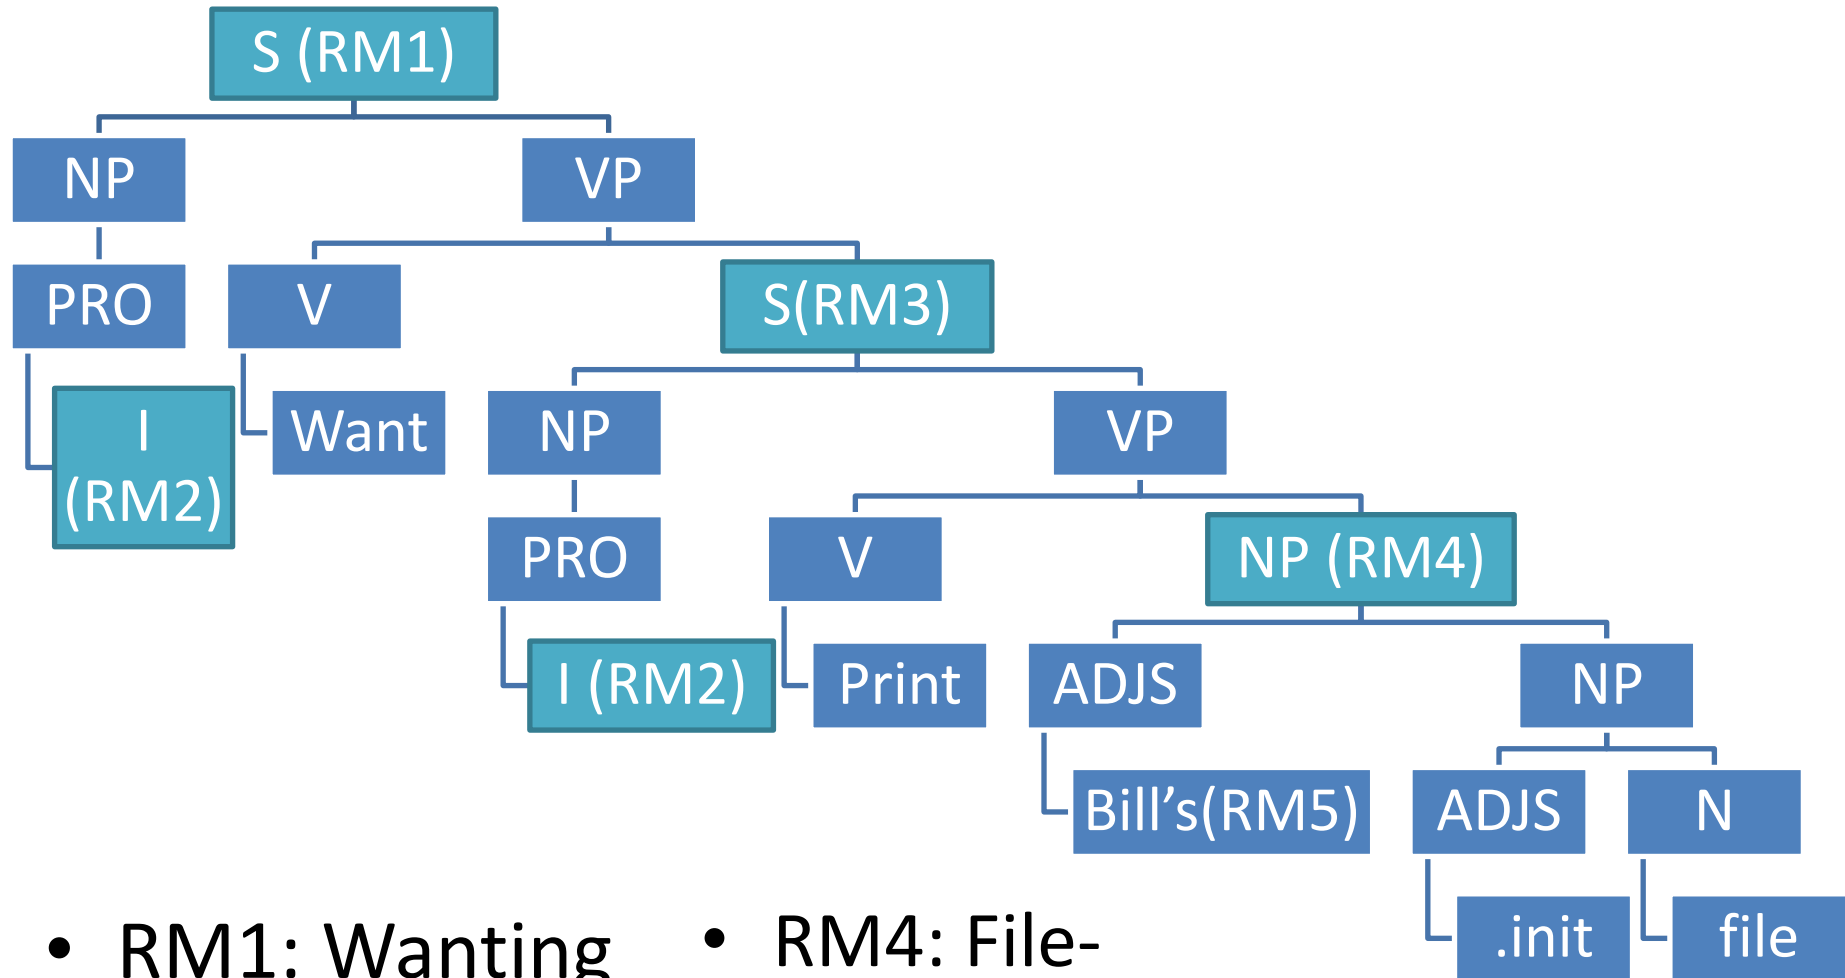 S (RM1)
NP
VP
PRO
V
S(RM3)
I
(RM2)
Want
NP
VP
PRO
V
NP (RM4)
I (RM2)
Print
ADJS
NP
Bill’s(RM5)
ADJS
N
.init
file
• RM1: Wanting
• RM4: File-